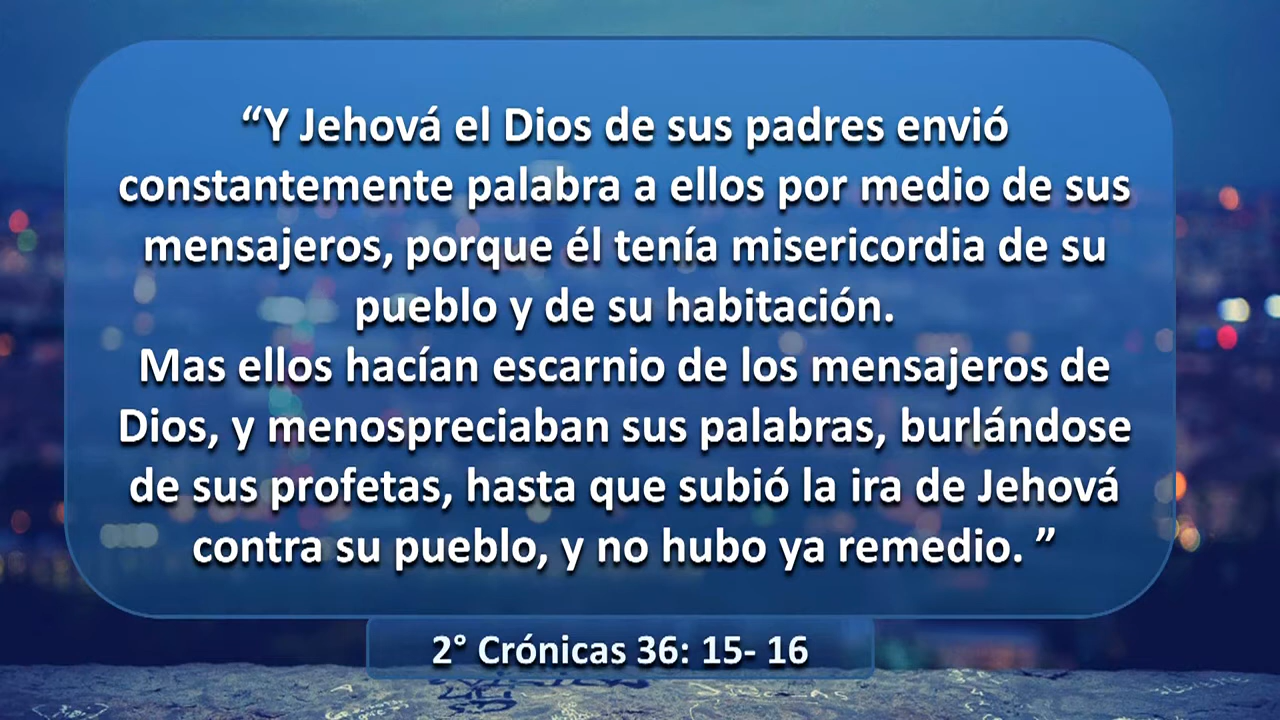 “Y Jehová el Dios de sus padres envió
constantemente palabra a ellos por medio de sus
mensajeros, porque él tenía misericordia de su
pueblo y de su habitación.
Mas ellos hacían escarnio de los mensajeros de
Dios, y menospreciaban sus palabras, burlándose
de sus profetas, hasta que subió la ira de Jehová
contra su pueblo, y no hubo ya remedio. ”
2° Crónicas 36: 15- 16